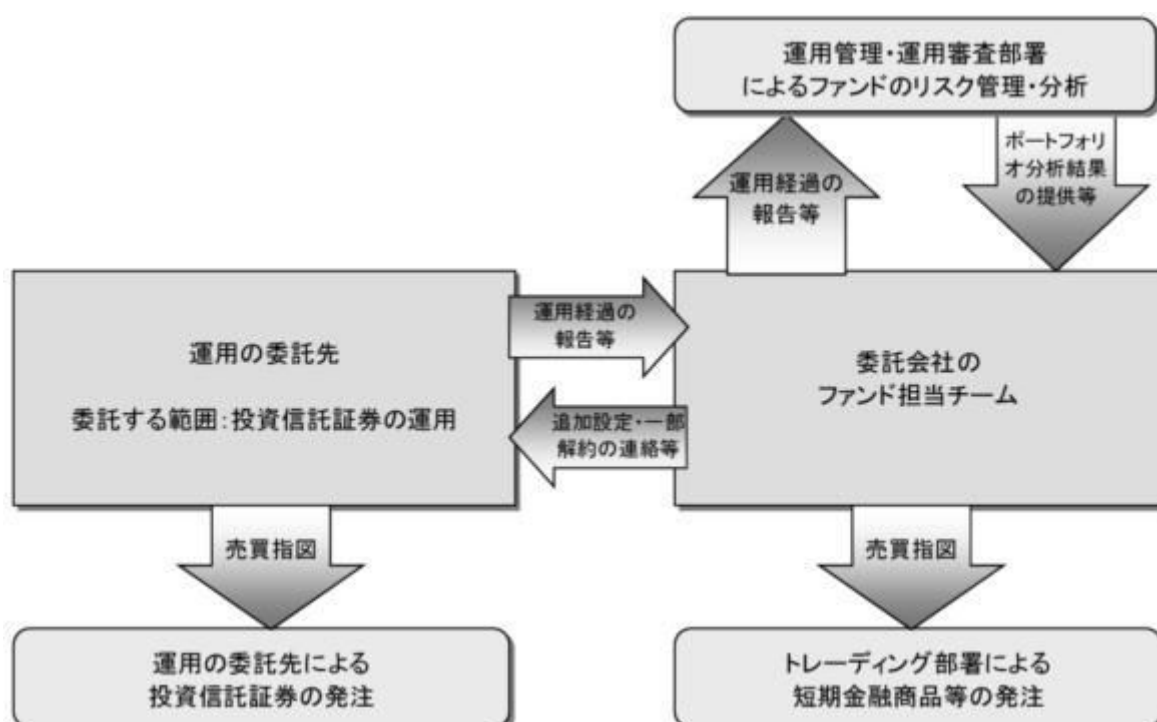 運用管理・運用審査部署
によるファンドのリスク管理・分析
運用経過の
報告等
ポートフォリ
オ分析結果
の提供等
運用の委託先
委託する範囲：投資信託証券の運用
運用経過の
報告等
追加設定・一部
解約の連絡等
委託会社の
ファンド担当チーム
売買指図
売買指図
運用の委託先による
投資信託証券の発注
トレーディング部署による
短期金融商品等の発注